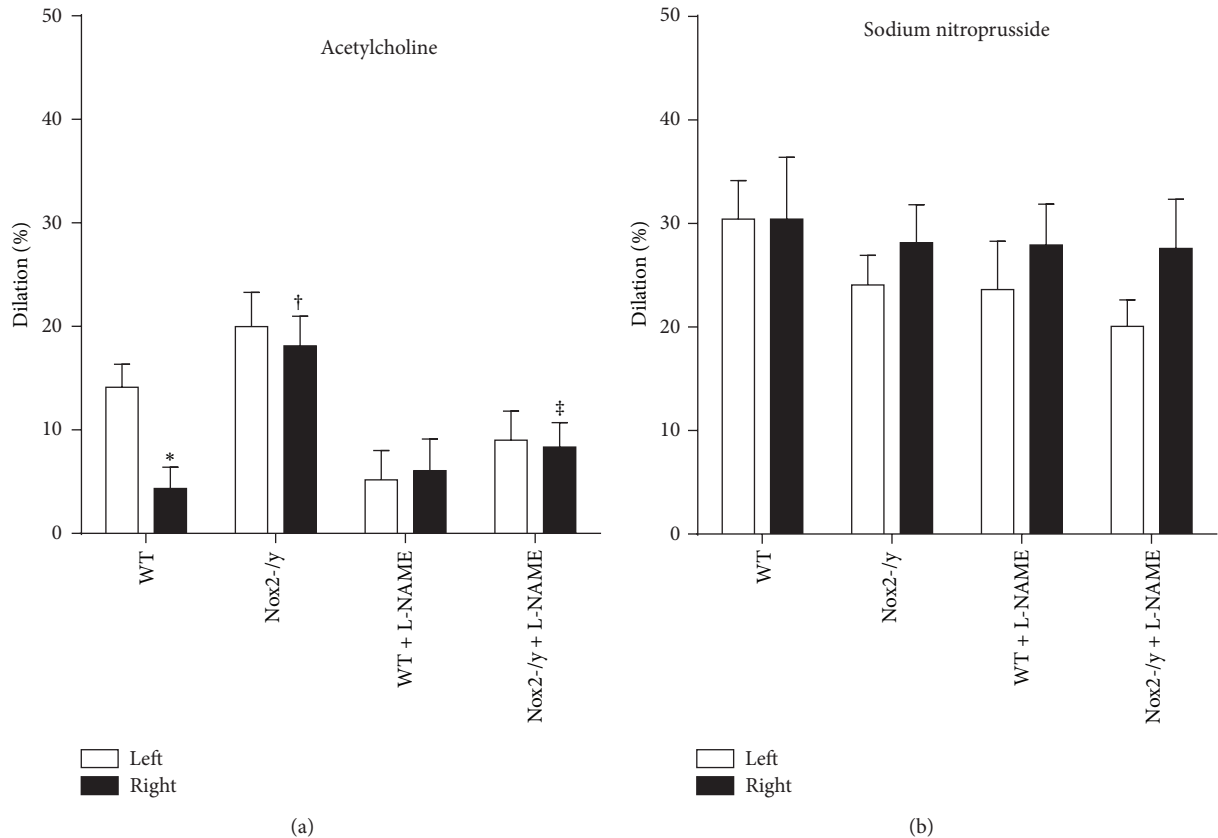 Acetylcholine
50
40
30
20
10
0
Dilation (%)
*
†
‡
WT
Nox2-/y
WT + L-NAME
Nox2-/y + L-NAME
Left
Right
(a)
Sodium nitroprusside
50
40
30
20
10
0
Dilation (%)
WT
Nox2-/y
WT + L-NAME
Nox2-/y + L-NAME
Left
Right
(b)